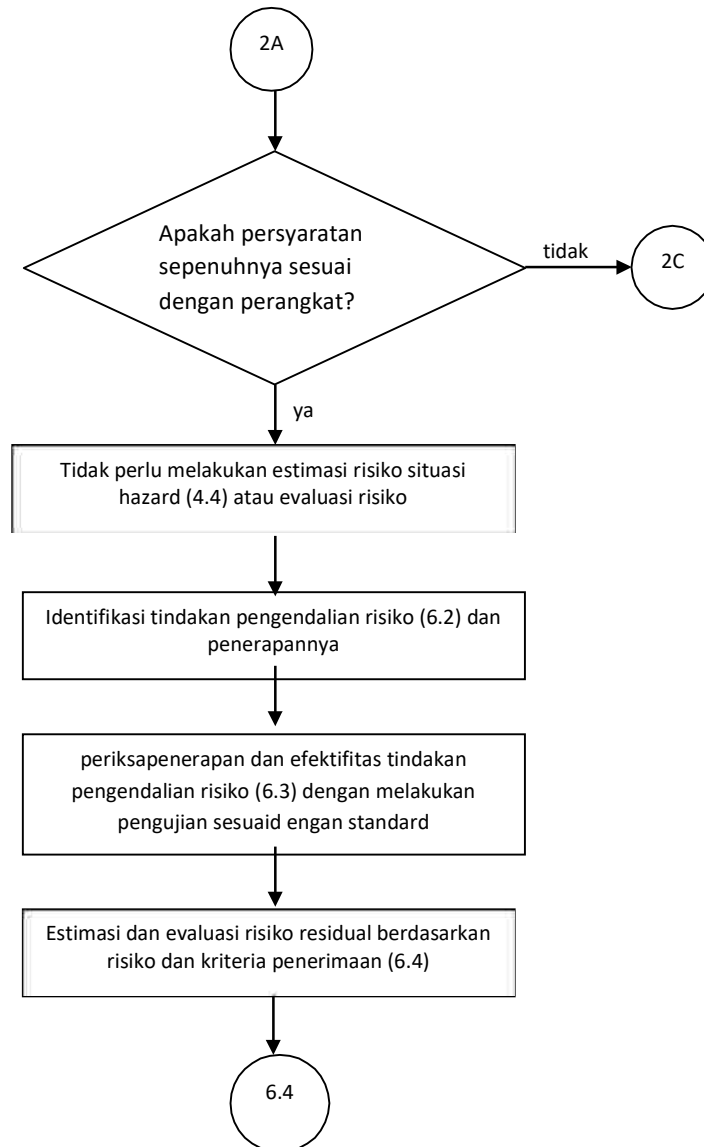 2A
Apakah persyaratan
sepenuhnya sesuai
dengan perangkat?
tidak
2C
ya
Tidak perlu melakukan estimasi risiko situasi
hazard (4.4) atau evaluasi risiko
Identifikasi tindakan pengendalian risiko (6.2) dan
penerapannya
periksapenerapan dan efektifitas tindakan
pengendalian risiko (6.3) dengan melakukan
pengujian sesuaid engan standard
Estimasi dan evaluasi risiko residual berdasarkan
risiko dan kriteria penerimaan (6.4)
6.4